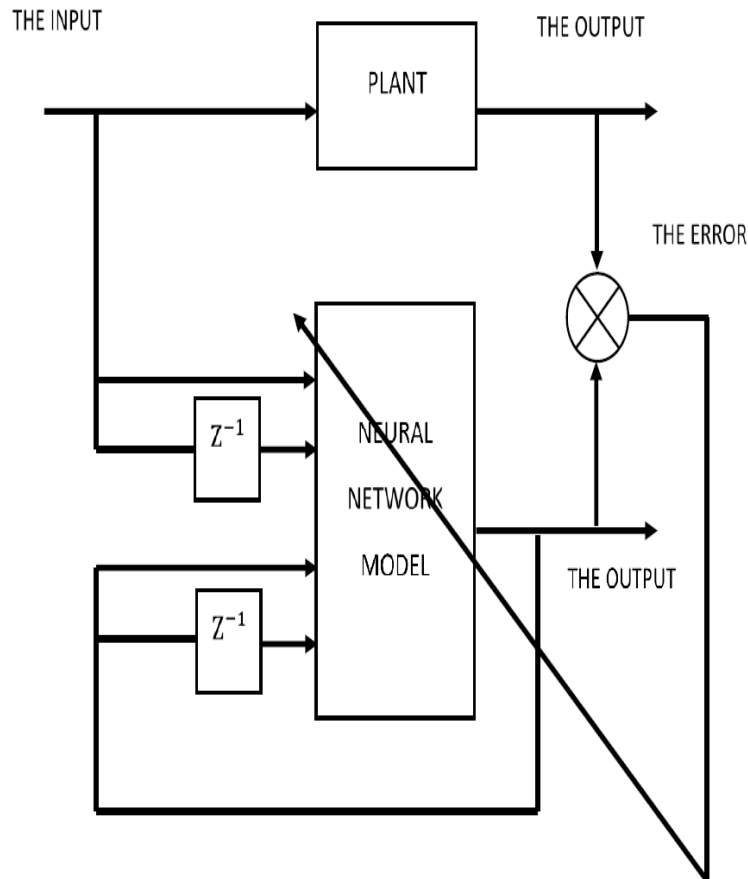 THE INPUT
THE OUTPUT
PLANT
THE ERROR
Z⁻¹
NEURAL
NETWORK
MODEL
THE OUTPUT
Z⁻¹